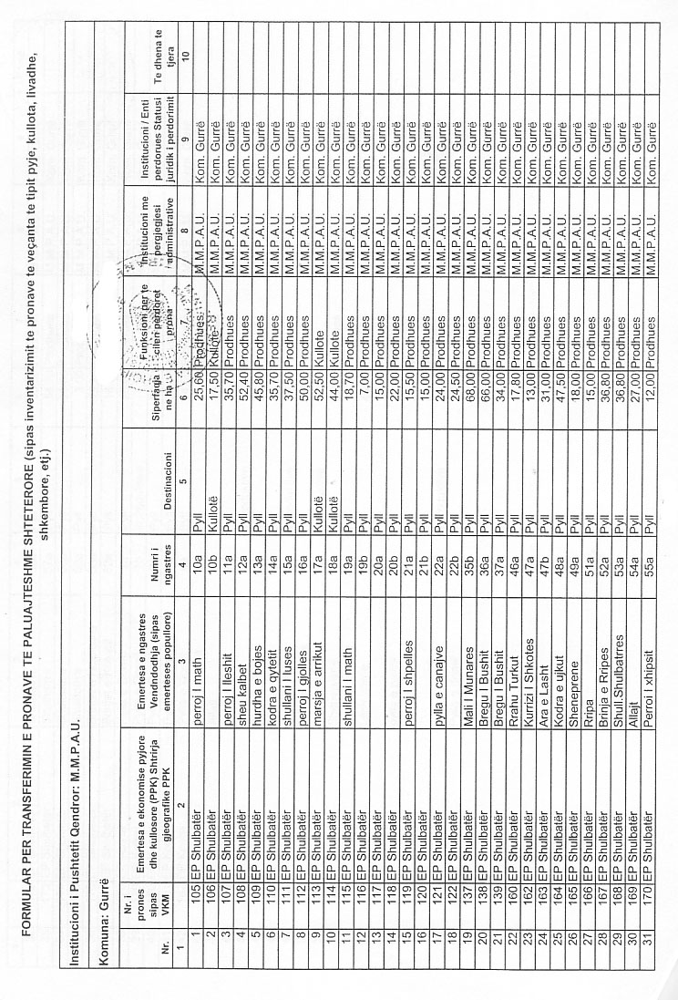 FORMULAR PER TRANSFERIMIN E PRONAVE TE PALUAJTESHME SHTETERORE (sipas inventarizimit te pronave te veçanta te tipit pyje, kullota, livadhe,
shkembore, etj.)
Institucioni i Pushtetit Qendror: M.M.P.A.U.
Komuna: Gurrë
Nr. | Nr. i prones sipas VKM | Emertesa e ekonomise pyjore dhe kullosore (PPK) Shtrirja gjeografike PPK | Emertesa e ngastres Vendndodhja (sipas emerteses popullore) | Numri i ngastres | Destinacioni | Siperfaqja ne ha | Funksioni per te cilen perdoret prona | Institucioni me pergjegjesi administrative | Institucioni / Enti perdorues Statusi juridik i perdorimit | Te dhena te tjera
1 | 2 | 3 | 4 | 5 | 6 | 7 | 8 | 9 | 10
1 | 105 | EP Shulbatër | perroj I math | 10a | Pyll | 25,60 | Prodhues | M.M.P.A.U. | Kom. Gurrë
2 | 106 | EP Shulbatër | 10b | Kullotë | 17,50 | Kullote | M.M.P.A.U. | Kom. Gurrë
3 | 107 | EP Shulbatër | perroj I lleshit | 11a | Pyll | 35,70 | Prodhues | M.M.P.A.U. | Kom. Gurrë
4 | 108 | EP Shulbatër | sheu kalbet | 12a | Pyll | 52,40 | Prodhues | M.M.P.A.U. | Kom. Gurrë
5 | 109 | EP Shulbatër | hurdha e bojes | 13a | Pyll | 45,80 | Prodhues | M.M.P.A.U. | Kom. Gurrë
6 | 110 | EP Shulbatër | kodra e qytetit | 14a | Pyll | 35,70 | Prodhues | M.M.P.A.U. | Kom. Gurrë
7 | 111 | EP Shulbatër | shullani I luses | 15a | Pyll | 37,50 | Prodhues | M.M.P.A.U. | Kom. Gurrë
8 | 112 | EP Shulbatër | perroj I gjolles | 16a | Pyll | 50,00 | Prodhues | M.M.P.A.U. | Kom. Gurrë
9 | 113 | EP Shulbatër | marsja e arrikut | 17a | Kullotë | 52,50 | Kullote | M.M.P.A.U. | Kom. Gurrë
10 | 114 | EP Shulbatër | 18a | Kullotë | 44,00 | Kullote | M.M.P.A.U. | Kom. Gurrë
11 | 115 | EP Shulbatër | shullani I math | 19a | Pyll | 18,70 | Prodhues | M.M.P.A.U. | Kom. Gurrë
12 | 116 | EP Shulbatër | 19b | Pyll | 7,00 | Prodhues | M.M.P.A.U. | Kom. Gurrë
13 | 117 | EP Shulbatër | 20a | Pyll | 15,00 | Prodhues | M.M.P.A.U. | Kom. Gurrë
14 | 118 | EP Shulbatër | 20b | Pyll | 22,00 | Prodhues | M.M.P.A.U. | Kom. Gurrë
15 | 119 | EP Shulbatër | perroj I shpelles | 21a | Pyll | 15,50 | Prodhues | M.M.P.A.U. | Kom. Gurrë
16 | 120 | EP Shulbatër | 21b | Pyll | 15,00 | Prodhues | M.M.P.A.U. | Kom. Gurrë
17 | 121 | EP Shulbatër | pylla e canajve | 22a | Pyll | 24,00 | Prodhues | M.M.P.A.U. | Kom. Gurrë
18 | 122 | EP Shulbatër | 22b | Pyll | 24,50 | Prodhues | M.M.P.A.U. | Kom. Gurrë
19 | 137 | EP Shulbatër | Mali I Munares | 35b | Pyll | 68,00 | Prodhues | M.M.P.A.U. | Kom. Gurrë
20 | 138 | EP Shulbatër | Bregu I Bushit | 36a | Pyll | 66,00 | Prodhues | M.M.P.A.U. | Kom. Gurrë
21 | 139 | EP Shulbatër | Bregu I Bushit | 37a | Pyll | 34,00 | Prodhues | M.M.P.A.U. | Kom. Gurrë
22 | 160 | EP Shulbatër | Rrahu Turkut | 46a | Pyll | 17,80 | Prodhues | M.M.P.A.U. | Kom. Gurrë
23 | 162 | EP Shulbatër | Kurrizi I Shkotes | 47a | Pyll | 13,00 | Prodhues | M.M.P.A.U. | Kom. Gurrë
24 | 163 | EP Shulbatër | Ara e Lasht | 47b | Pyll | 31,00 | Prodhues | M.M.P.A.U. | Kom. Gurrë
25 | 164 | EP Shulbatër | Kodra e ujkut | 48a | Pyll | 47,50 | Prodhues | M.M.P.A.U. | Kom. Gurrë
26 | 165 | EP Shulbatër | Sheneprene | 49a | Pyll | 18,00 | Prodhues | M.M.P.A.U. | Kom. Gurrë
27 | 166 | EP Shulbatër | Rripa | 51a | Pyll | 15,00 | Prodhues | M.M.P.A.U. | Kom. Gurrë
28 | 167 | EP Shulbatër | Brinja e Rripes | 52a | Pyll | 36,80 | Prodhues | M.M.P.A.U. | Kom. Gurrë
29 | 168 | EP Shulbatër | Shull.Shulbatrres | 53a | Pyll | 36,80 | Prodhues | M.M.P.A.U. | Kom. Gurrë
30 | 169 | EP Shulbatër | Allajt | 54a | Pyll | 27,00 | Prodhues | M.M.P.A.U. | Kom. Gurrë
31 | 170 | EP Shulbatër | Perroi I xhipsit | 55a | Pyll | 12,00 | Prodhues | M.M.P.A.U. | Kom. Gurrë